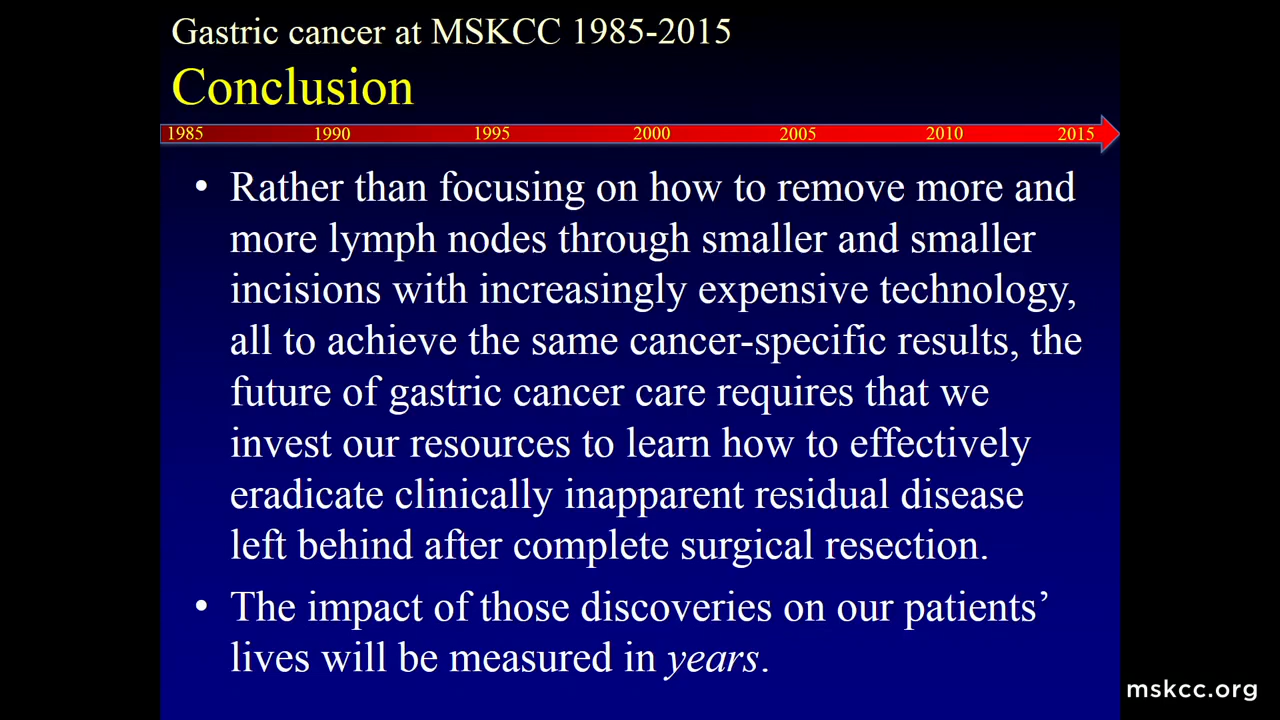 Gastric cancer at MSKCC 1985-2015
Conclusion
1985 1990 1995 2000 2005 2010 2015
• Rather than focusing on how to remove more and
more lymph nodes through smaller and smaller
incisions with increasingly expensive technology,
all to achieve the same cancer-specific results, the
future of gastric cancer care requires that we
invest our resources to learn how to effectively
eradicate clinically inapparent residual disease
left behind after complete surgical resection.
• The impact of those discoveries on our patients’
lives will be measured in years.
mskcc.org